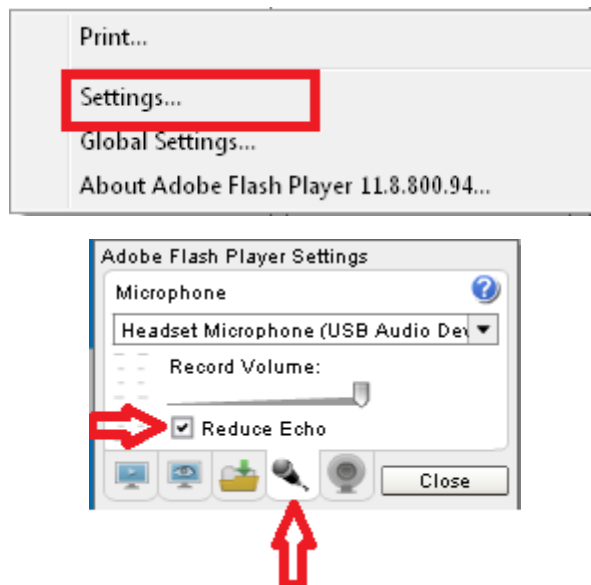 Print...
Settings...
Global Settings...
About Adobe Flash Player 11.8.800.94...
Adobe Flash Player Settings
Microphone
?
Headset Microphone (USB Audio Dev
Record Volume:
Reduce Echo
Close